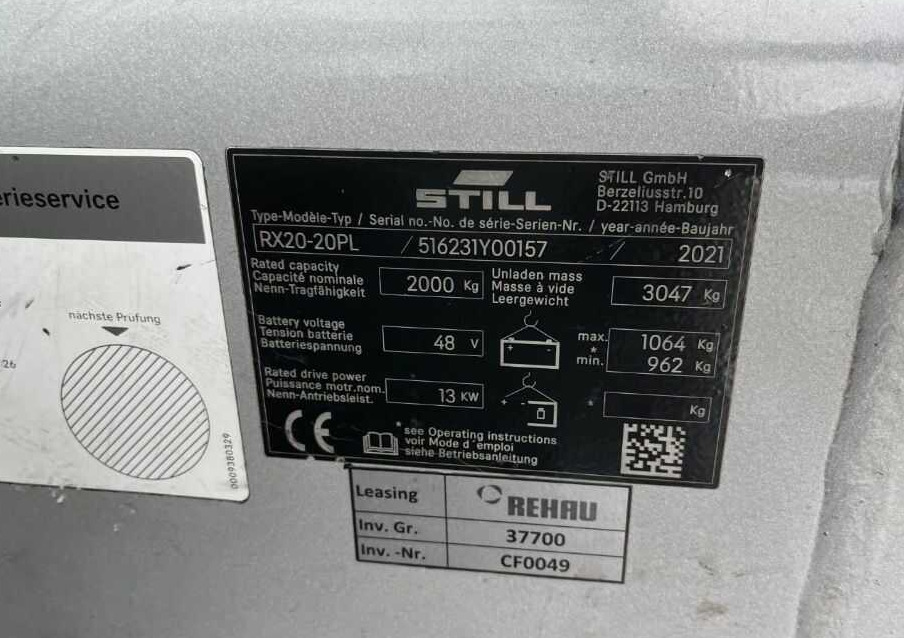 erieservice
nächste Prüfung
26
0009380329
STILL
STILL GmbH
Berzeliusstr.10
D-22113 Hamburg
Type-Modèle-Typ / Serial no.-No. de série-Serien-Nr. / year-année-Baujahr
RX20-20PL / 516231Y00157 / 2021
Rated capacity
Capacité nominale
Nenn-Tragfähigkeit
2000 Kg
Unladen mass
Masse à vide
Leergewicht
3047 Kg
Battery voltage
Tension batterie
Batteriespannung
48 V
+ -
max. 1064 Kg
*
min. 962 Kg
Rated drive power
Puissance motr.nom.
Nenn-Antriebsleist.
13 KW
+ -
* Kg
CE
* see Operating instructions
voir Mode d'emploi
siehe Betriebsanleitung
Leasing REHAU
Inv. Gr. 37700
Inv. -Nr. CF0049